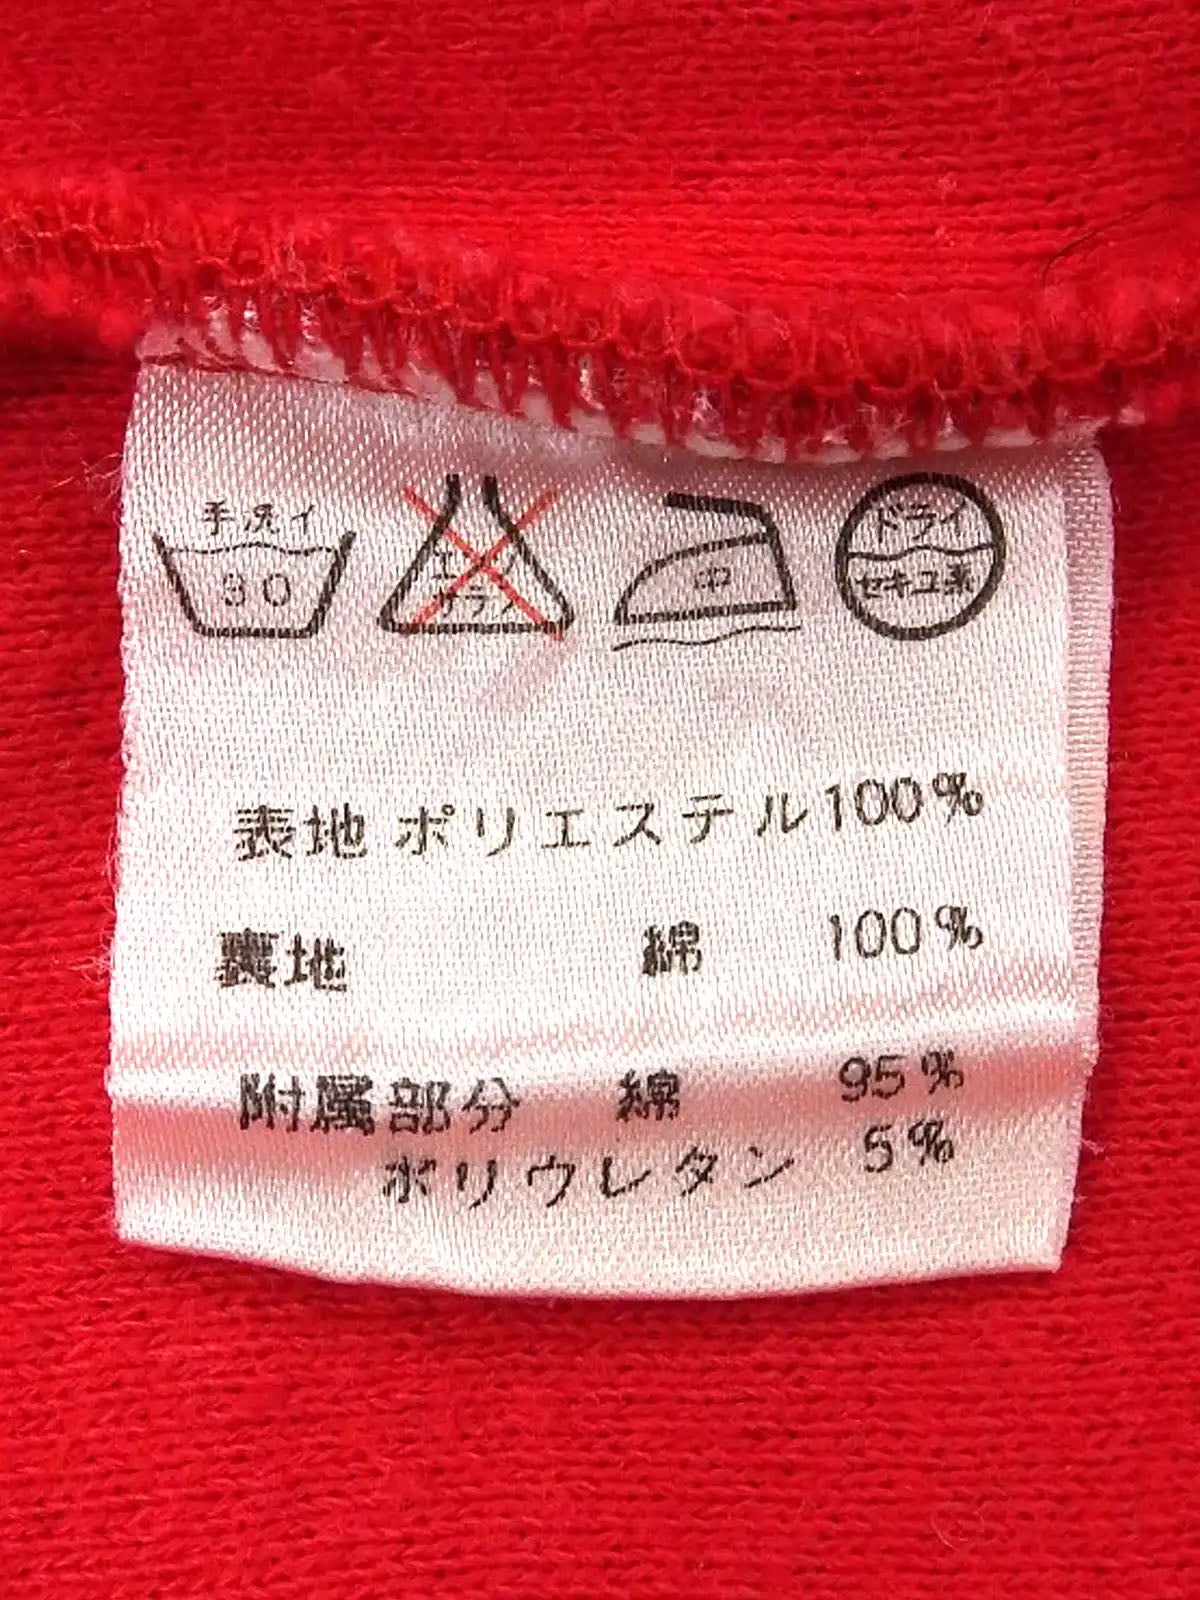 手洗イ
30
エンソ
サラシ
中
ドライ
セキユ系
表地 ポリエステル100%
裏地 綿 100%
附属部分 綿 95%
ポリウレタン 5%